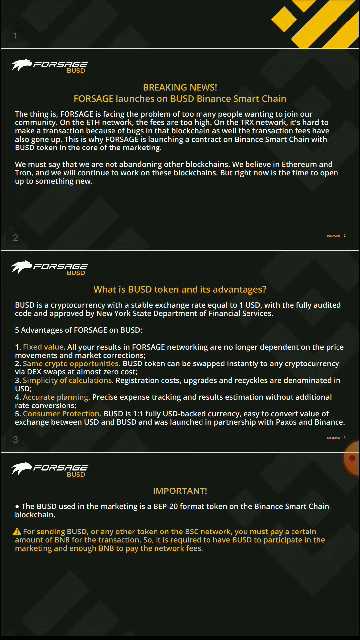 1
FORSAGE
BUSD
BREAKING NEWS!
FORSAGE launches on BUSD Binance Smart Chain
The thing is, FORSAGE is facing the problem of too many people wanting to join our
community. On the ETH network, the fees are too high. On the TRX network, it's hard to
make a transaction because of bugs in that blockchain as well the transaction fees have
also gone up. This is why FORSAGE is launching a contract on Binance Smart Chain with
BUSD token in the core of the marketing.
We must say that we are not abandoning other blockchains. We believe in Ethereum and
Tron, and we will continue to work on these blockchains. But right now is the time to open
up to something new.
2
FORSAGE
BUSD
What is BUSD token and its advantages?
BUSD is a cryptocurrency with a stable exchange rate equal to 1 USD, with the fully audited
code and approved by New York State Department of Financial Services.
5 Advantages of FORSAGE on BUSD:
1. Fixed value. All your results in FORSAGE networking are no longer dependent on the price
movements and market corrections;
2. Same crypto opportunities. BUSD token can be swapped instantly to any cryptocurrency
via DEX swaps at almost zero cost;
3. Simplicity of calculations. Registration costs, upgrades and recyckles are denominated in
USD;
4. Accurate planning. Precise expense tracking and results estimation without additional
rate conversions;
5. Consumer Protection. BUSD is 1:1 fully USD-backed currency, easy to convert value of
exchange between USD and BUSD and was launched in partnership with Paxos and Binance.
3
FORSAGE
BUSD
IMPORTANT!
● The BUSD used in the marketing is a BEP-20 format token on the Binance Smart Chain
blockchain.
⚠ For sending BUSD, or any other token on the BSC network, you must pay a certain
amount of BNB for the transaction. So, it is required to have BUSD to participate in the
marketing and enough BNB to pay the network fees.